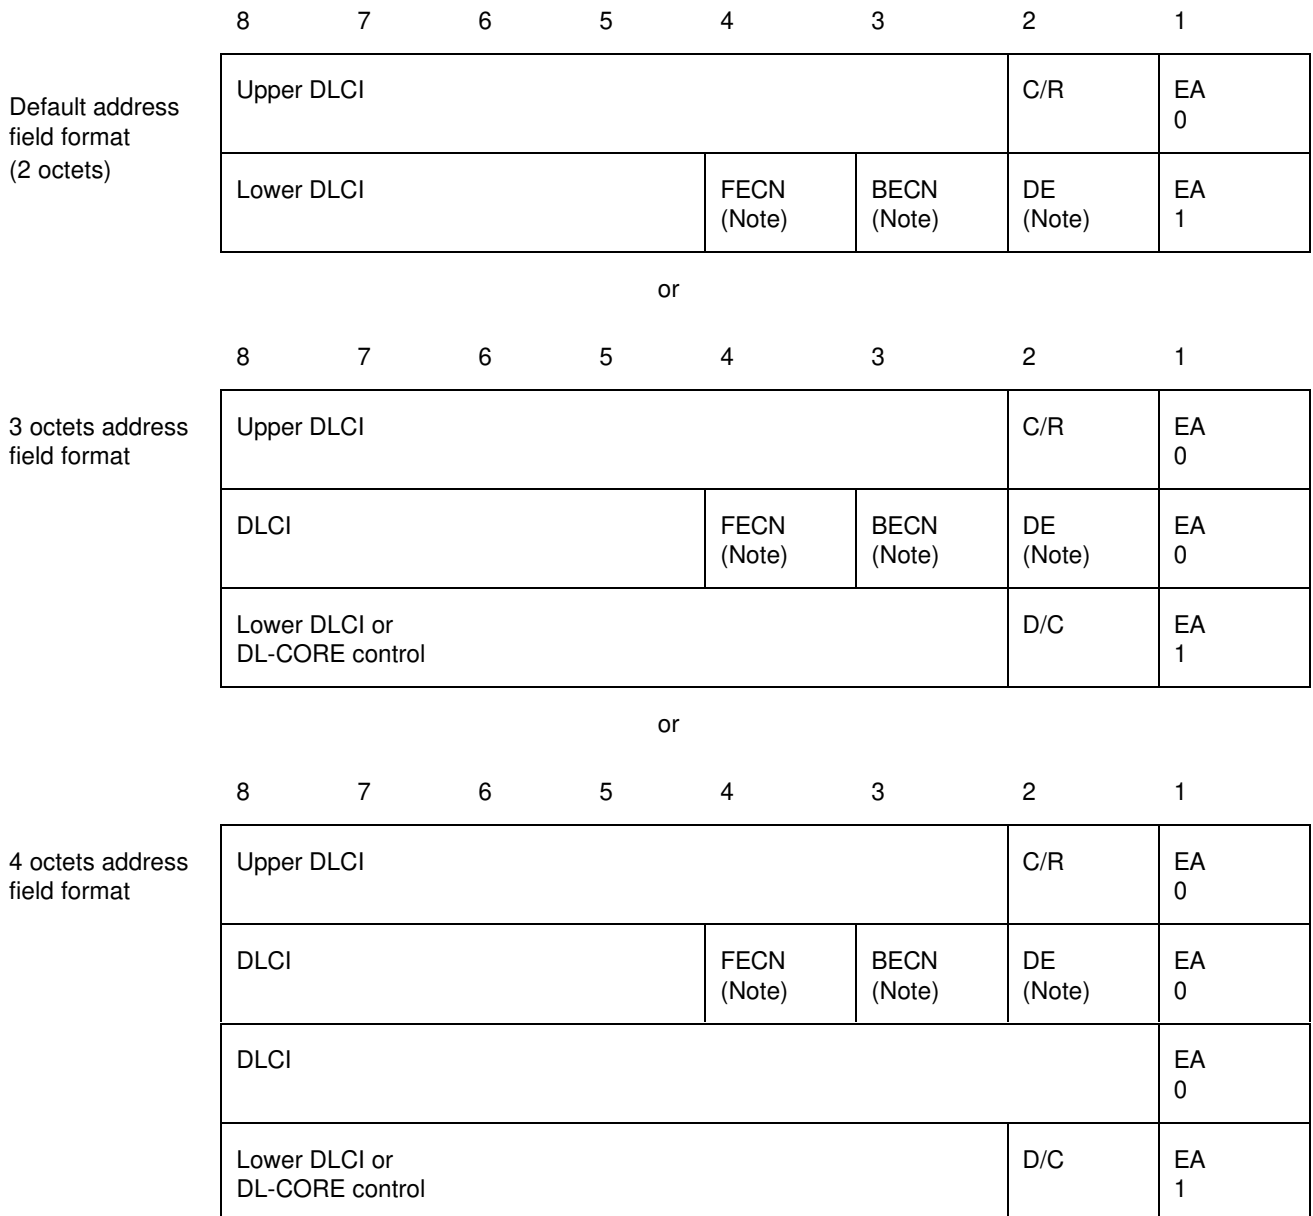 8 7 6 5 4 3 2 1
Default address
field format
(2 octets)
Upper DLCI C/R EA
0
Lower DLCI FECN BECN DE EA
(Note) (Note) (Note) 1
or
8 7 6 5 4 3 2 1
3 octets address
field format
Upper DLCI C/R EA
0
DLCI FECN BECN DE EA
(Note) (Note) (Note) 0
Lower DLCI or D/C EA
DL-CORE control 1
or
8 7 6 5 4 3 2 1
4 octets address
field format
Upper DLCI C/R EA
0
DLCI FECN BECN DE EA
(Note) (Note) (Note) 0
DLCI EA
0
Lower DLCI or D/C EA
DL-CORE control 1